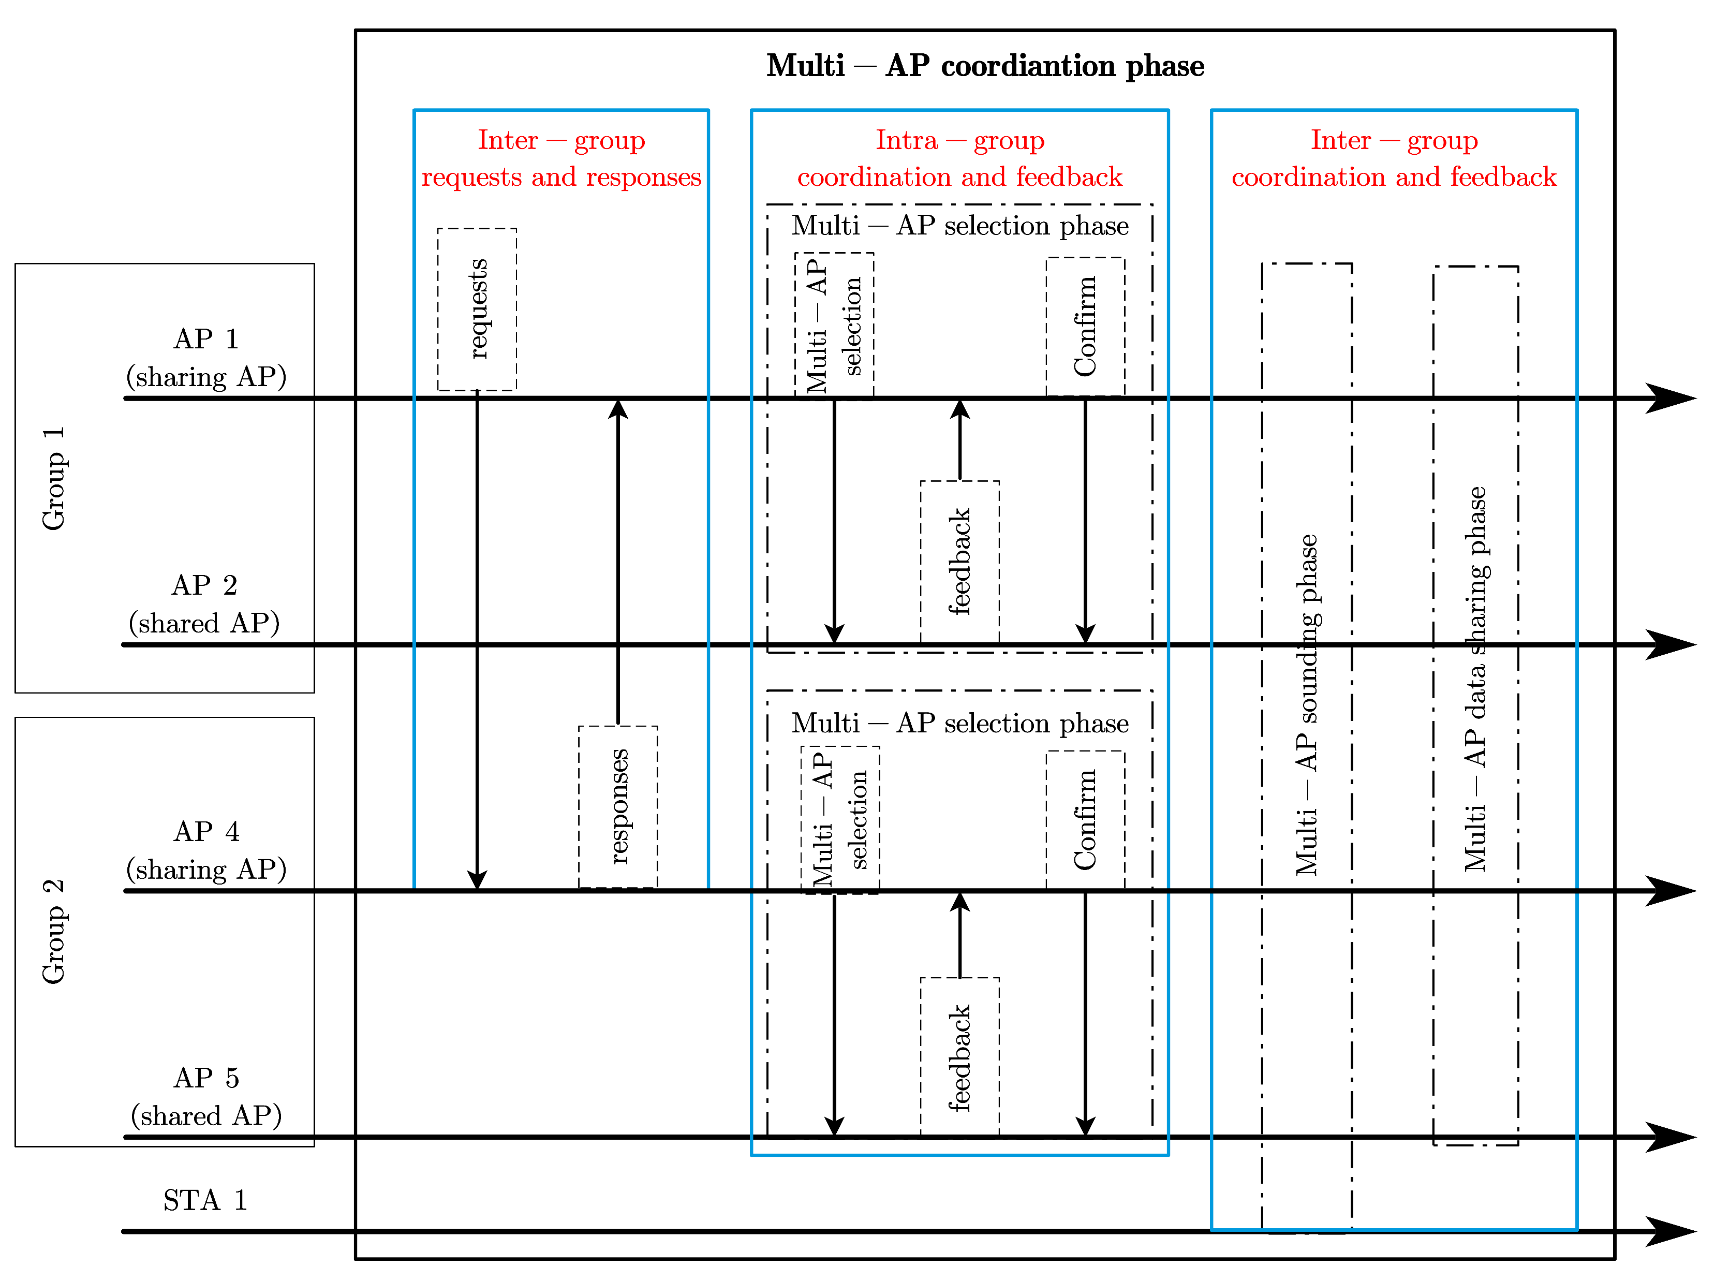 Multi – AP coordiantion phase
Inter – group
requests and responses
Intra – group
coordination and feedback
Inter – group
coordination and feedback
Multi – AP selection phase
requests
Multi – AP
selection
Confirm
AP 1
(sharing AP)
Group 1
feedback
AP 2
(shared AP)
Multi – AP sounding phase
Multi – AP data sharing phase
Multi – AP selection phase
responses
Multi – AP
selection
Confirm
AP 4
(sharing AP)
Group 2
feedback
AP 5
(shared AP)
STA 1